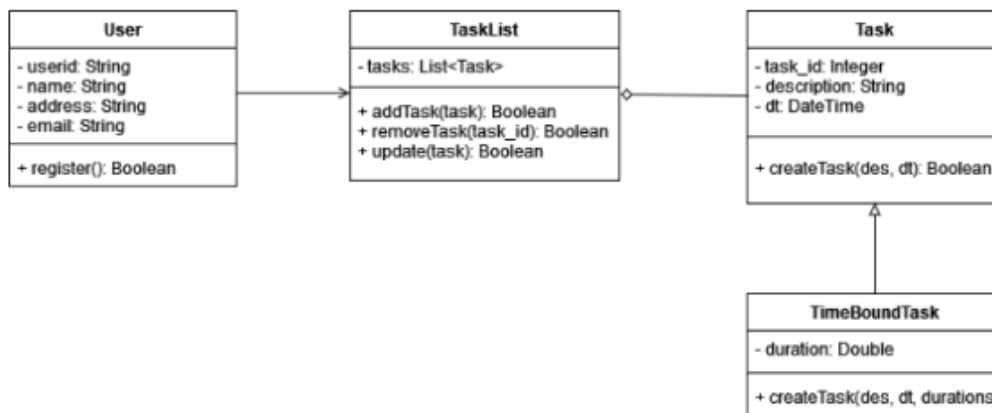 User
- userid: String
- name: String
- address: String
- email: String
+ register(): Boolean
TaskList
- tasks: List<Task>
+ addTask(task): Boolean
+ removeTask(task_id): Boolean
+ update(task): Boolean
Task
- task_id: Integer
- description: String
- dt: DateTime
+ createTask(des, dt): Boolean
TimeBoundTask
- duration: Double
+ createTask(des, dt, durations